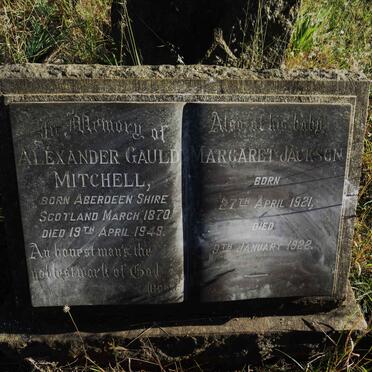 In Memory of
ALEXANDER GAULD
MITCHELL,
BORN ABERDEEN SHIRE
SCOTLAND MARCH 1870
DIED 19TH APRIL 1949.
An honest man's the
noblest work of God
Also of his baby
MARGARET JACKSON
BORN
27TH APRIL 1921,
DIED
9TH JANUARY 1922.